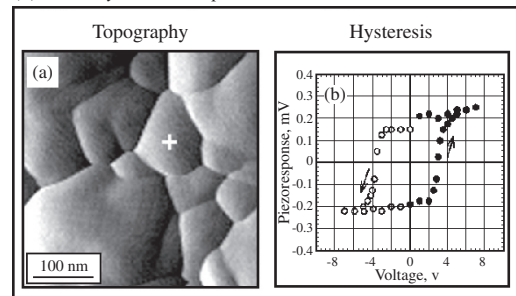 Topography
Hysteresis
(a)
100 nm
(b)
Piezoresponse, mV
0.4
0.3
0.2
0.1
0
-0.1
-0.2
-0.3
-0.4
-8
-4
0
4
8
Voltage, v